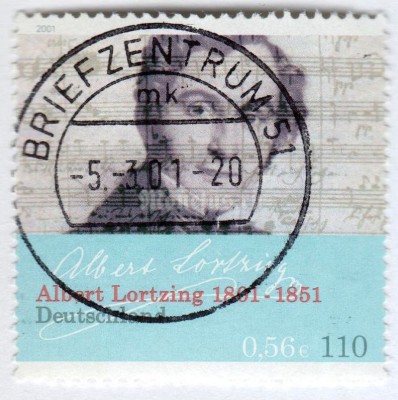 2001
BRIEFZENTRUM 51
mk
-5.-3.01-20
Albert Lortzing
Albert Lortzing 1801-1851
Deutschland
0,56€ 110